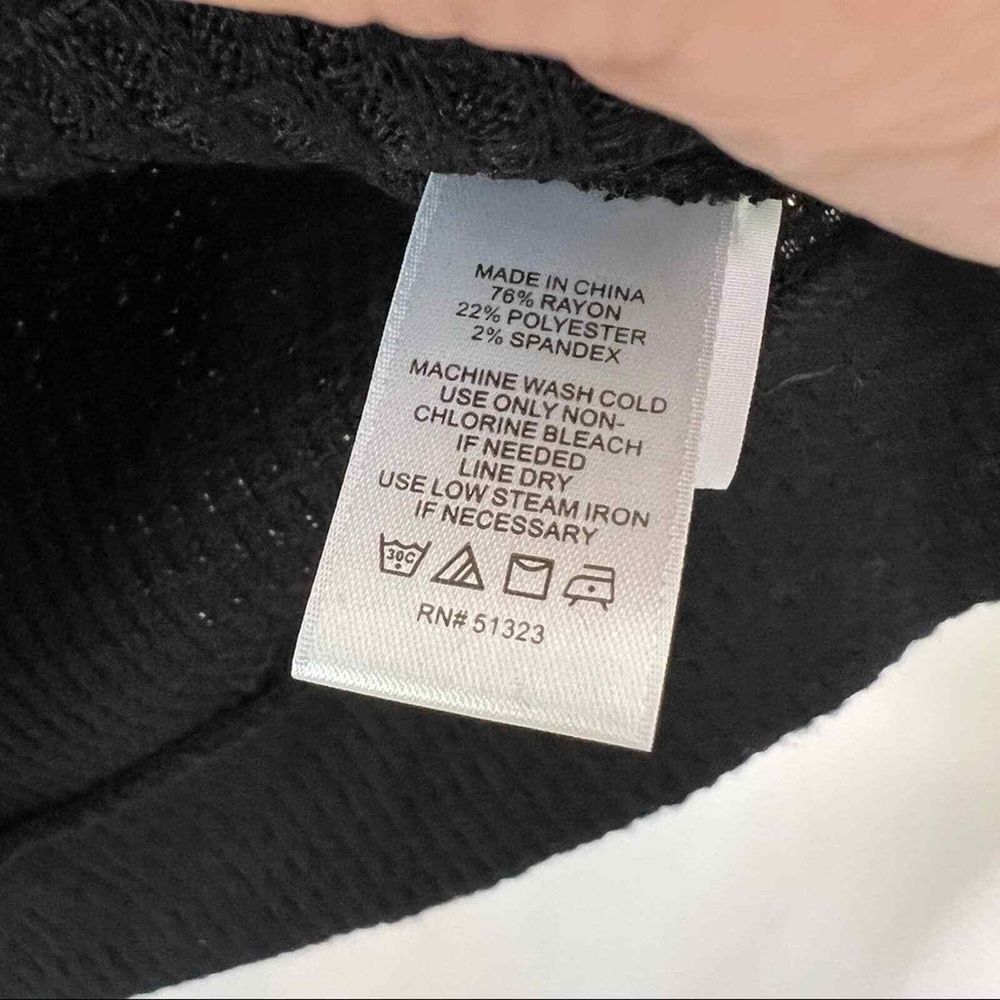 MADE IN CHINA
76% RAYON
22% POLYESTER
2% SPANDEX
MACHINE WASH COLD
USE ONLY NON-
CHLORINE BLEACH
IF NEEDED
LINE DRY
USE LOW STEAM IRON
IF NECESSARY
30C
RN# 51323